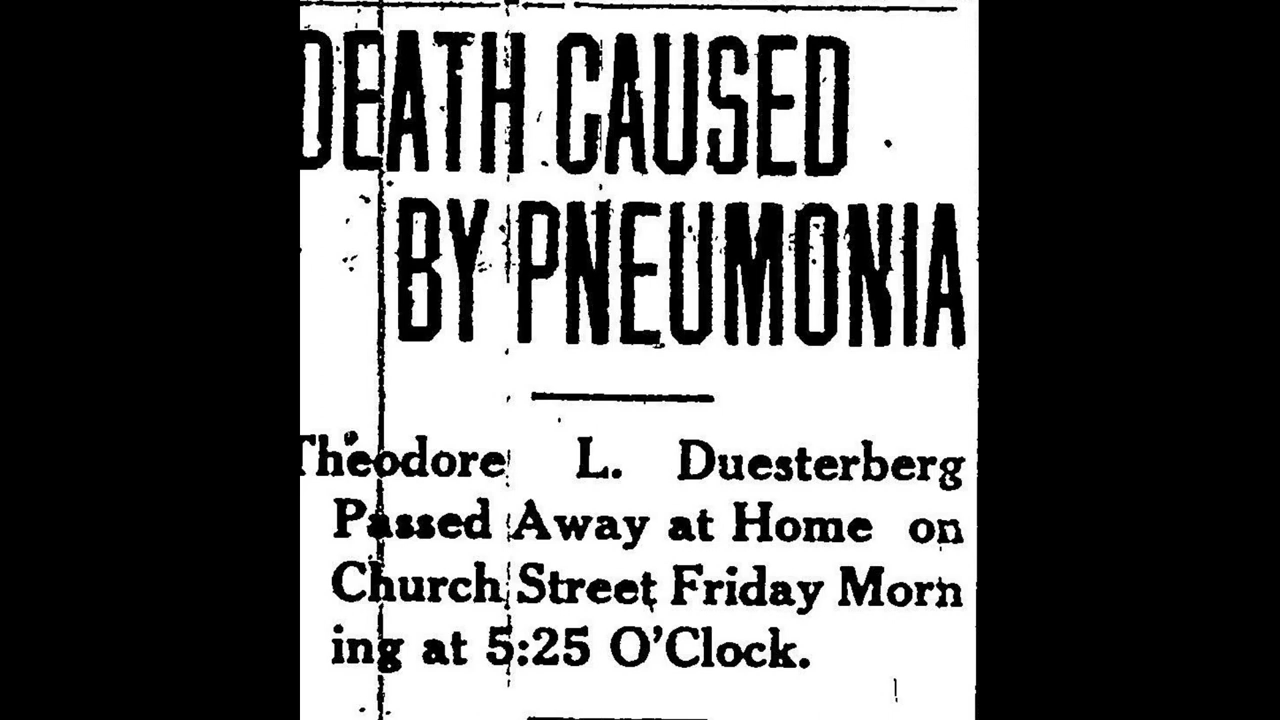 DEATH CAUSED
BY PNEUMONIA
Theodore L. Duesterberg
Passed Away at Home on
Church Street Friday Morn
ing at 5:25 O'Clock.